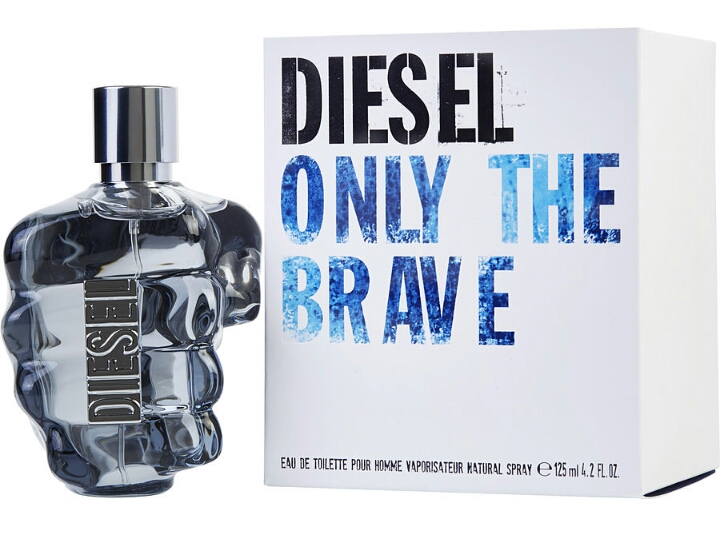 DIESEL
ONLY THE
BRAVE
EAU DE TOILETTE POUR HOMME VAPORISATEUR NATURAL SPRAY ℮ 125 ml 4.2 FL.OZ.
DIESEL